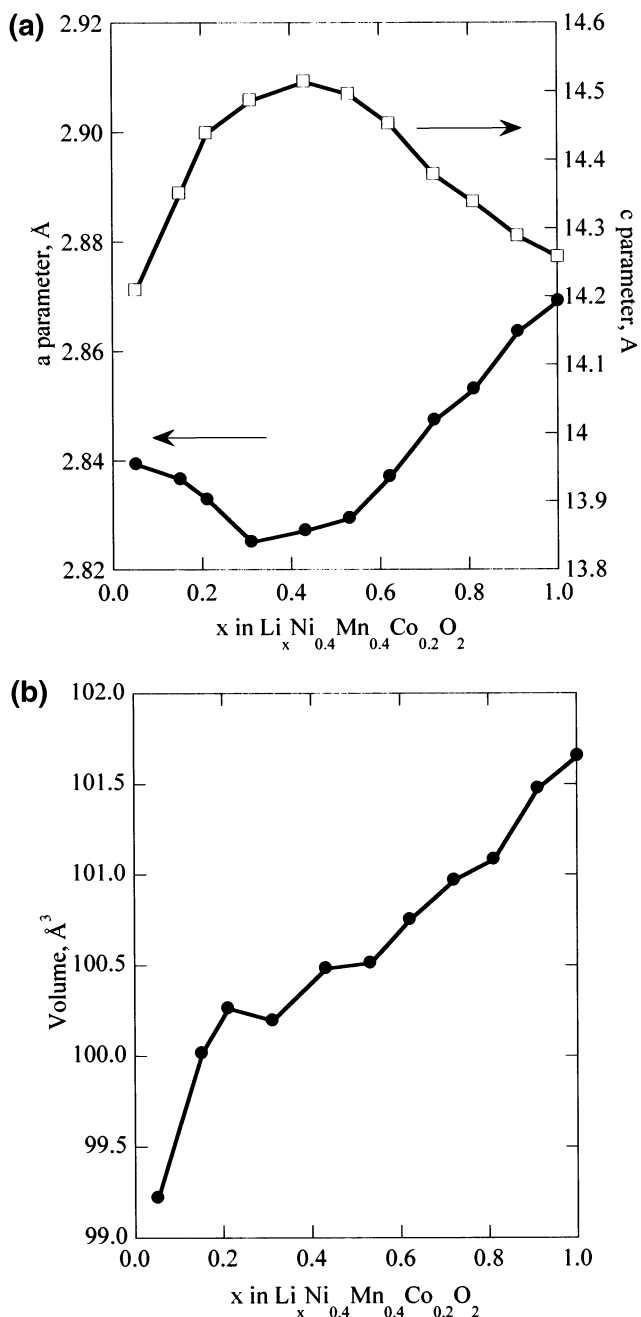 (a)
2.92
2.90
2.88
2.86
2.84
2.82
a parameter, Å
14.6
14.5
14.4
14.3
14.2
14.1
14
13.9
13.8
c parameter, A
0.0 0.2 0.4 0.6 0.8 1.0
x in LiₓNi₀.₄Mn₀.₄Co₀.₂O₂
(b)
102.0
101.5
101.0
100.5
100.0
99.5
99.0
Volume, Å³
0.0 0.2 0.4 0.6 0.8 1.0
x in LiₓNi₀.₄Mn₀.₄Co₀.₂O₂